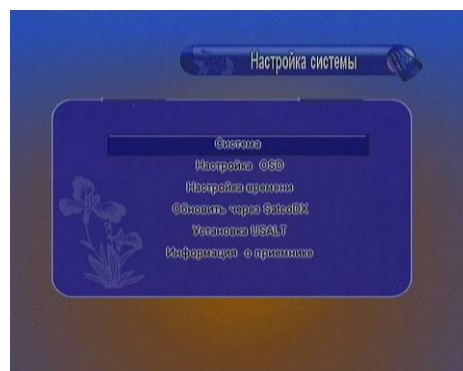 Настройка системы
Система
Настройка OSD
Настройка времени
Обновить через SatcoDX
Установка USALT
Информация о приемнике